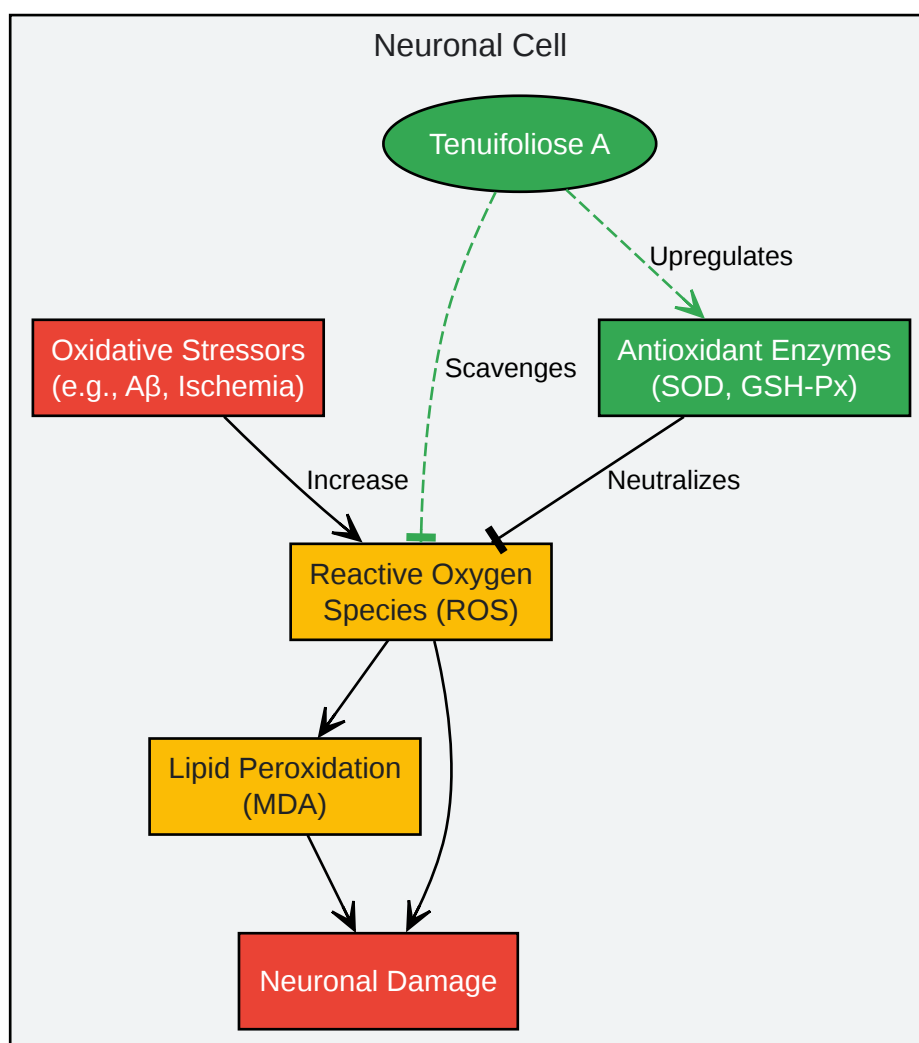 Neuronal Cell
Tenuifoliose A
Upregulates
Oxidative Stressors
(e.g., Aβ, Ischemia)
Scavenges
Antioxidant Enzymes
(SOD, GSH-Px)
Increase
Neutralizes
Reactive Oxygen
Species (ROS)
Lipid Peroxidation
(MDA)
Neuronal Damage